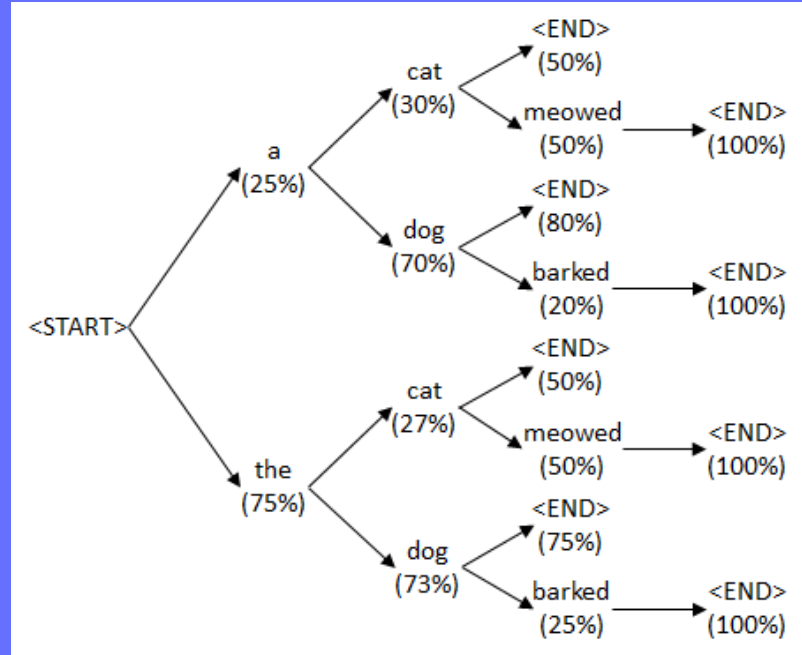 <END>
(50%)
cat
(30%)
meowed
(50%)
<END>
(100%)
a
(25%)
<END>
(80%)
dog
(70%)
barked
(20%)
<END>
(100%)
<START>
<END>
(50%)
cat
(27%)
meowed
(50%)
<END>
(100%)
the
(75%)
<END>
(75%)
dog
(73%)
barked
(25%)
<END>
(100%)